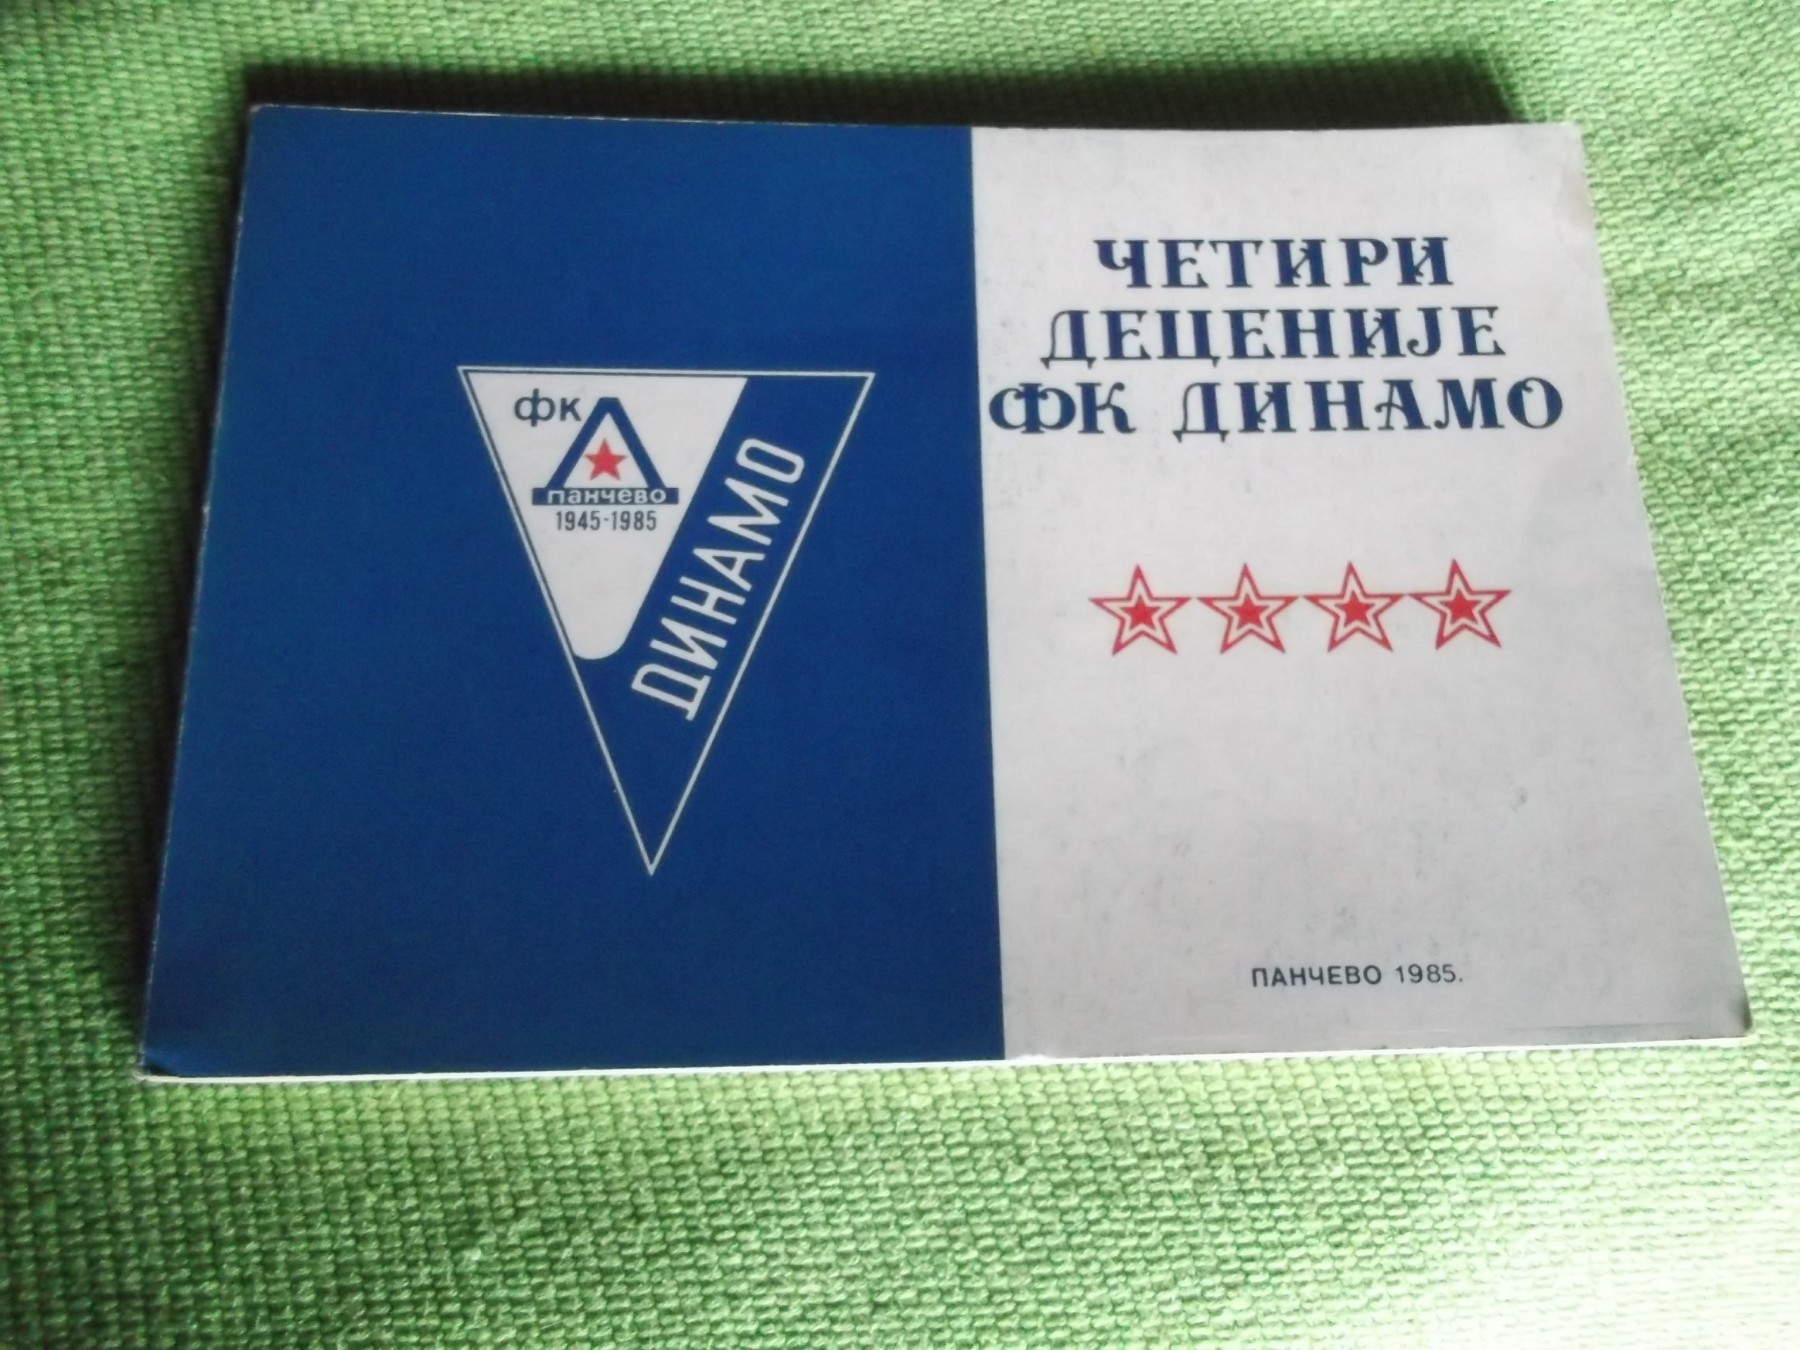 ФК
ПАНЧЕВО
1945-1985
ДИНАМО
ЧЕТИРИ
ДЕЦЕНИЈЕ
ФК ДИНАМО
ПАНЧЕВО 1985.